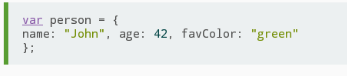 var person = {
name: "John", age: 42, favColor: "green"
};